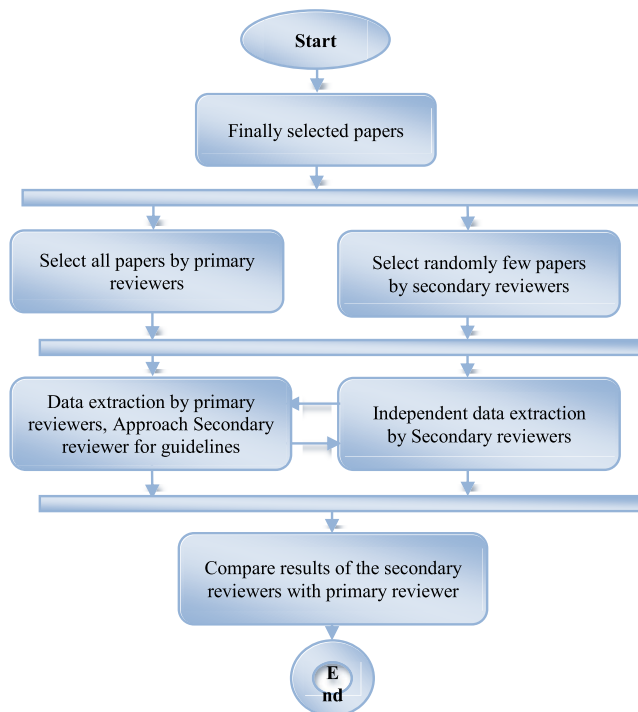 Start
Finally selected papers
Select all papers by primary
reviewers
Select randomly few papers
by secondary reviewers
Data extraction by primary
reviewers, Approach Secondary
reviewer for guidelines
Independent data extraction
by Secondary reviewers
Compare results of the secondary
reviewers with primary reviewer
E
nd